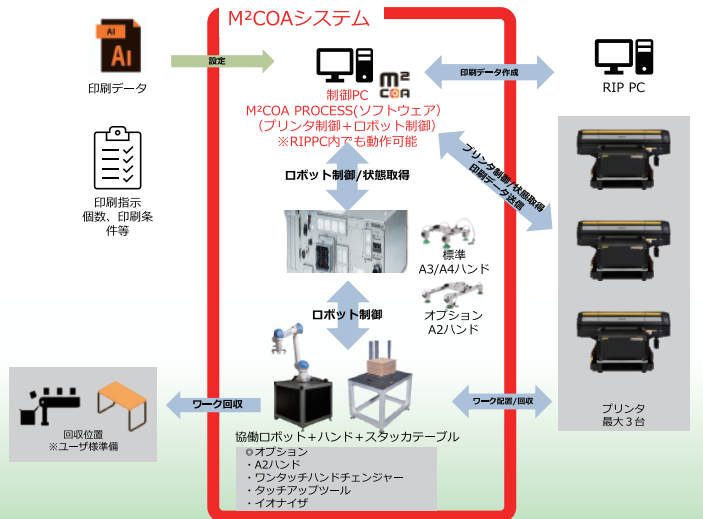 M²COAシステム
Ai
Ai
印刷データ
設定
M²
COA
制御PC
M²COA PROCESS(ソフトウェア)
（プリンタ制御＋ロボット制御）
※RIPPC内でも動作可能
印刷データ作成
RIP PC
印刷指示
個数、印刷条
件等
ロボット制御/状態取得
プリンタ制御/状態取得
印刷データ送信
標準
A3/A4ハンド
ロボット制御
オプション
A2ハンド
ワーク回収
ワーク配置/回収
プリンタ
最大３台
回収位置
※ユーザ様準備
協働ロボット＋ハンド＋スタッカテーブル
◎オプション
・A2ハンド
・ワンタッチハンドチェンジャー
・タッチアップツール
・イオナイザ